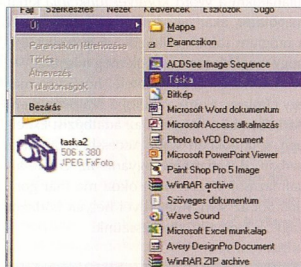 Fájl Szerkesztés Nézet Kedvencek Eszközök Súgó
Új
Parancsikon létrehozása
Törlés
Átnevezés
Tulajdonságok
Bezárás
taska2
506 x 380
JPEG FxFoto
Mappa
Parancsikon
ACDSee Image Sequence
Táska
Bitkép
Microsoft Word dokumentum
Microsoft Access alkalmazás
Photo to VCD Document
Microsoft PowerPoint Viewer
Paint Shop Pro 5 Image
WinRAR archive
Szöveges dokumentum
Wave Sound
Microsoft Excel munkalap
Avery DesignPro Document
WinRAR ZIP archive